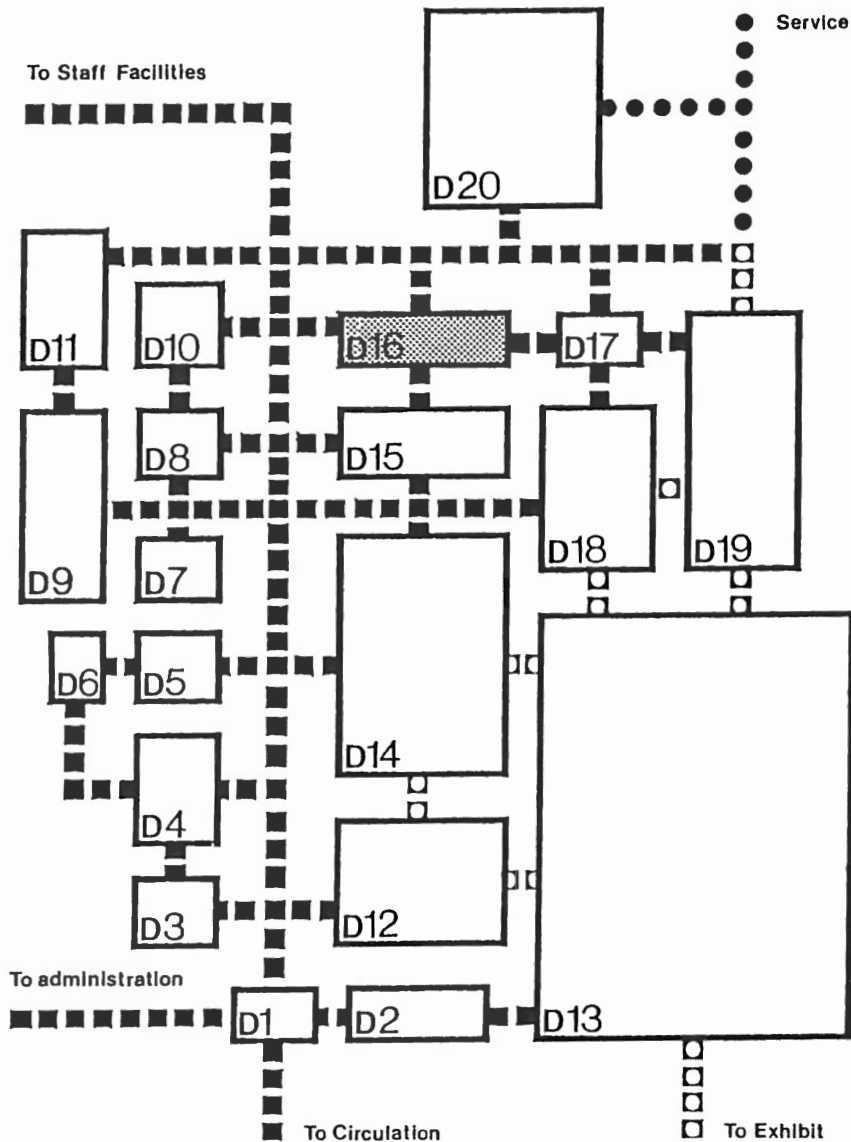 Service
To Staff Facilities
D20
D11
D10
D16
D17
D8
D15
D9
D7
D18
D19
D6
D5
D14
D4
D3
D12
To administration
D1
D2
D13
To Circulation
To Exhibit